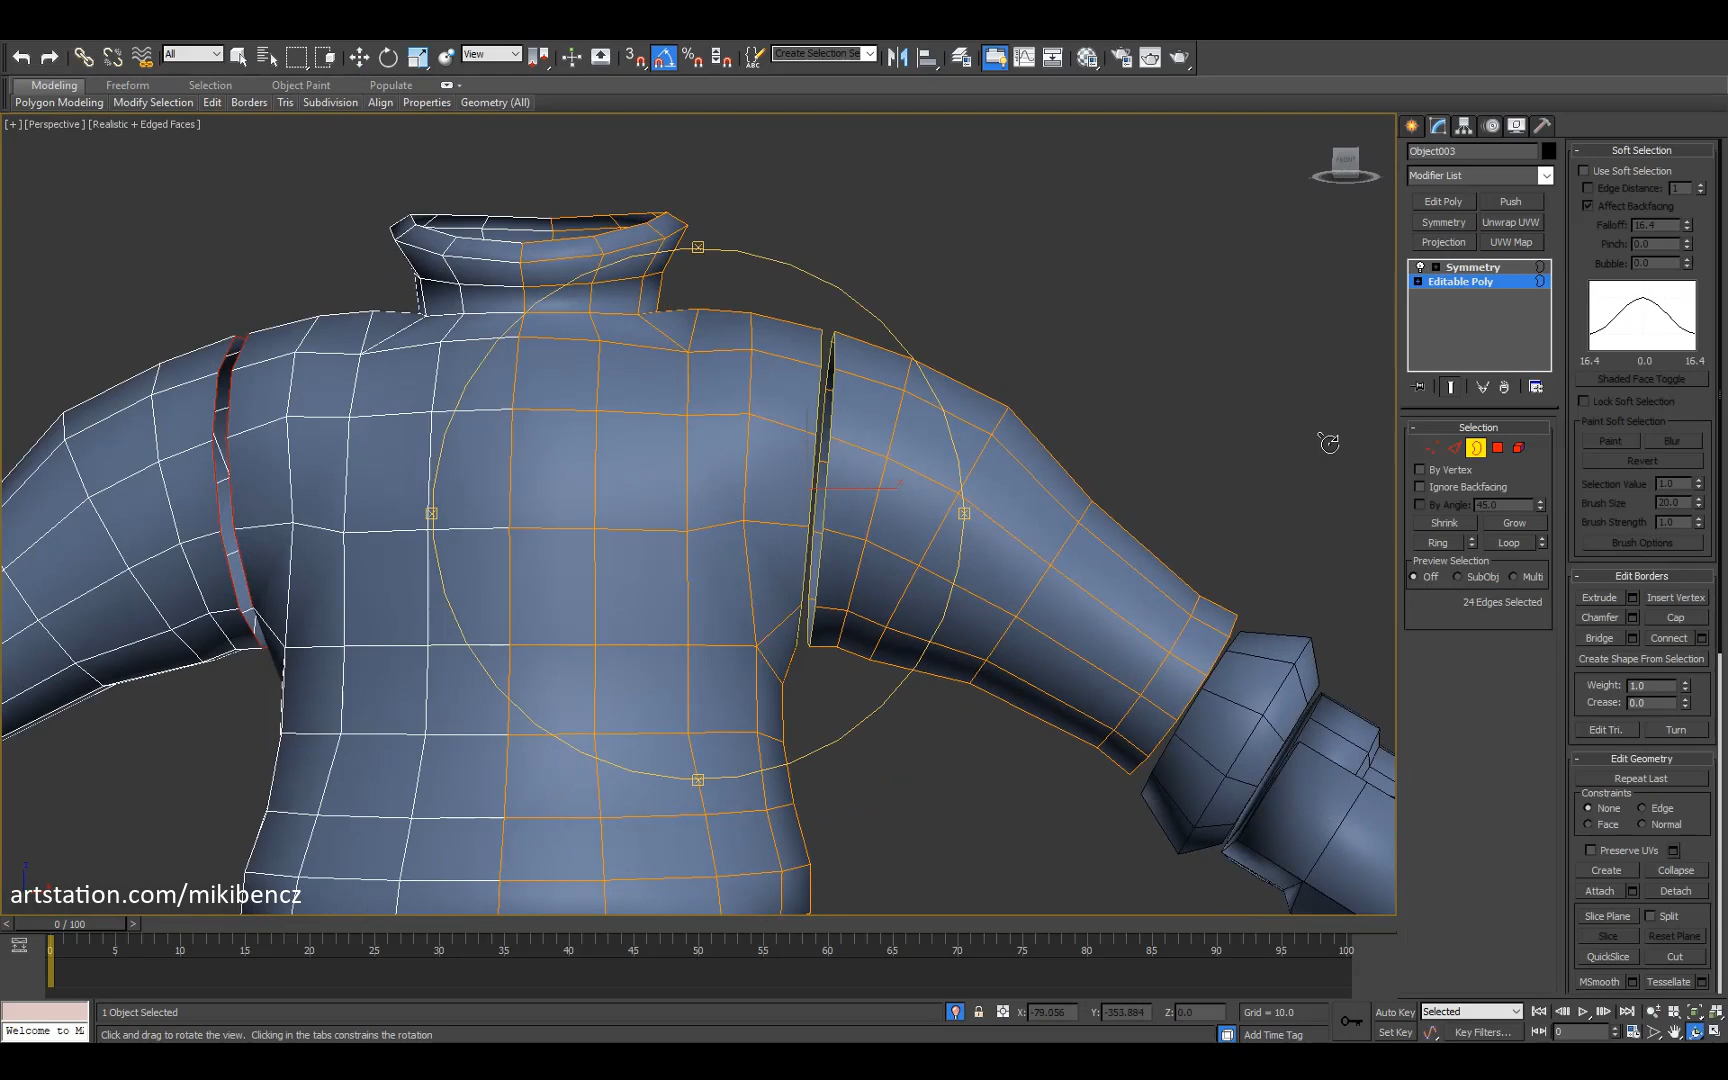 All
View
3
%
ABC
Create Selection Se
Modeling
Freeform
Selection
Object Paint
Populate
Polygon Modeling
Modify Selection
Edit
Borders
Tris
Subdivision
Align
Properties
Geometry (All)
[+] [Perspective] [Realistic + Edged Faces]
FRONT
Object003
Modifier List
Edit Poly
Push
Symmetry
Unwrap UVW
Projection
UVW Map
Symmetry
Editable Poly
Selection
By Vertex
Ignore Backfacing
By Angle: 45.0
Shrink
Grow
Ring
Loop
Preview Selection
Off
SubObj
Multi
24 Edges Selected
Soft Selection
Use Soft Selection
Edge Distance: 1
Affect Backfacing
Falloff: 16.4
Pinch: 0.0
Bubble: 0.0
16.4 0.0 16.4
Shaded Face Toggle
Lock Soft Selection
Paint Soft Selection
Paint
Blur
Revert
Selection Value 1.0
Brush Size 20.0
Brush Strength 1.0
Brush Options
Edit Borders
Extrude
Insert Vertex
Chamfer
Cap
Bridge
Connect
Create Shape From Selection
Weight: 1.0
Crease: 0.0
Edit Tri.
Turn
Edit Geometry
Repeat Last
Constraints
None
Edge
Face
Normal
Preserve UVs
Create
Collapse
Attach
Detach
Slice Plane
Split
Slice
Reset Plane
QuickSlice
Cut
MSmooth
Tessellate
z
artstation.com/mikibencz
< 0 / 100 >
0 5 10 15 20 25 30 35 40 45 50 55 60 65 70 75 80 85 90 95 100
1 Object Selected
X: -79.056
Y: -353.884
Z: 0.0
Grid = 10.0
Auto Key
Selected
Welcome to M
Click and drag to rotate the view. Clicking in the tabs constrains the rotation
Add Time Tag
Set Key
Key Filters...
0